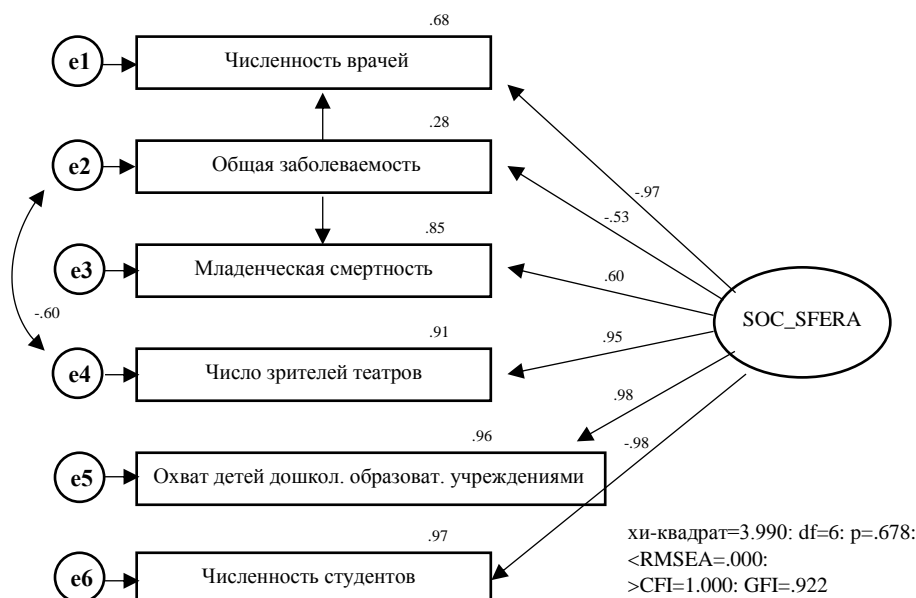 .68
e1
Численность врачей
.28
e2
Общая заболеваемость
-.97
-.53
.85
e3
Младенческая смертность
.60
SOC_SFERA
-.60
.91
.95
e4
Число зрителей театров
.98
.96
-.98
e5
Охват детей дошкол. образоват. учреждениями
.97
e6
Численность студентов
хи-квадрат=3.990: df=6: p=.678:
<RMSEA=.000:
>CFI=1.000: GFI=.922